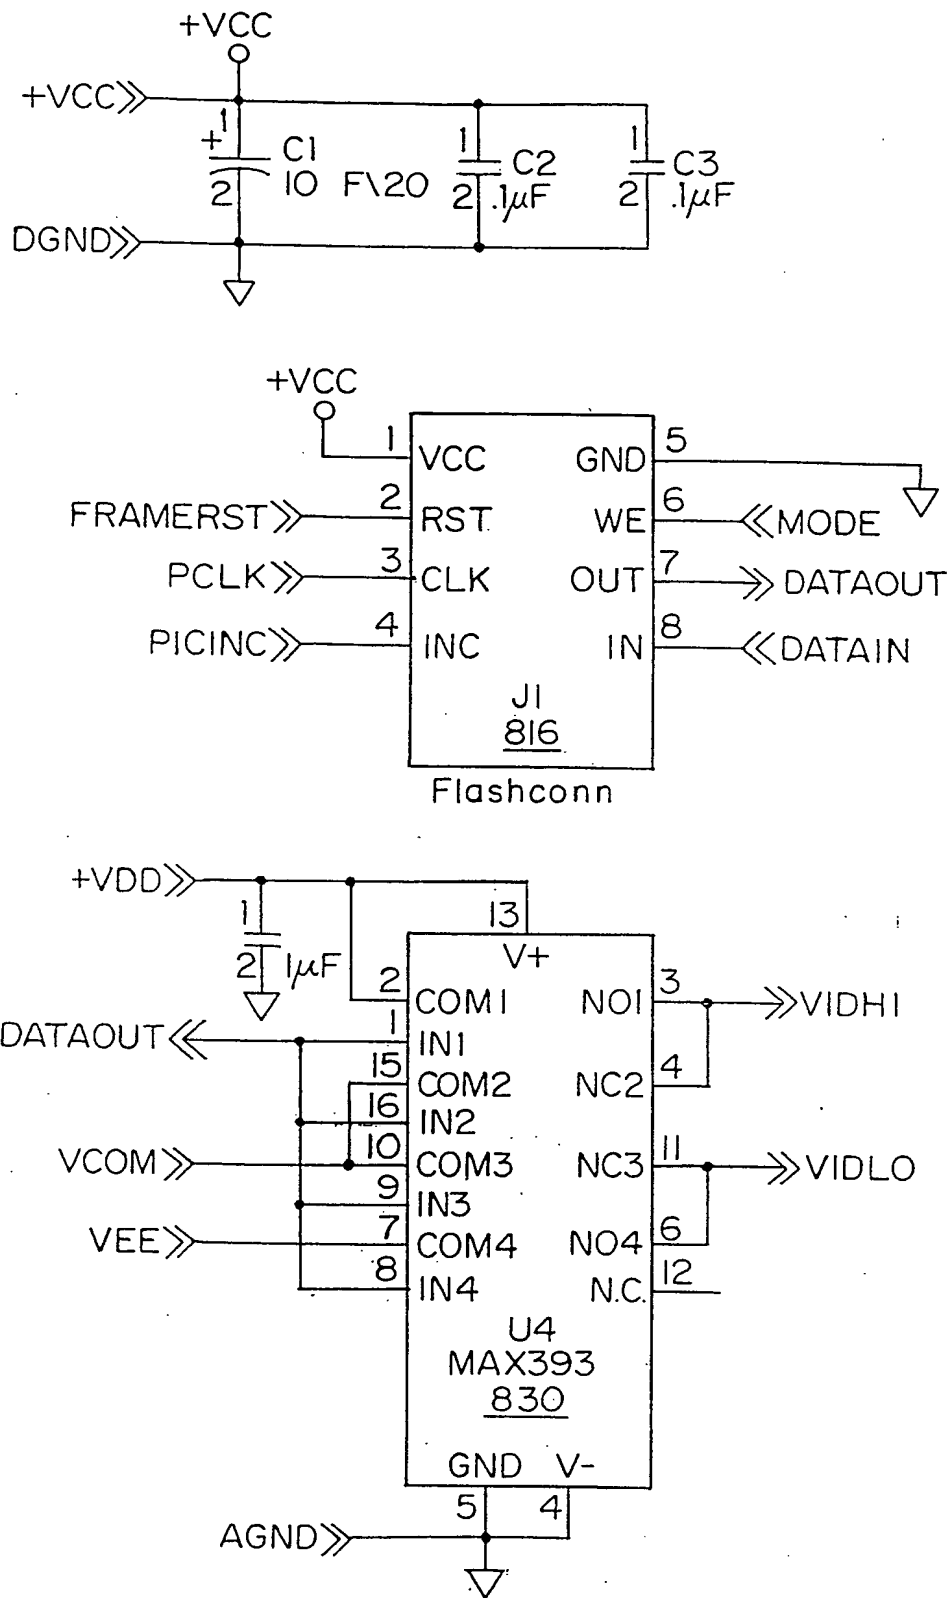 +VCC
+VCC
1
+
C1
10 F\20
2
1
C2
2
.1μF
1
C3
2
.1μF
DGND
+VCC
1
VCC
GND
5
FRAMERST
2
RST
WE
6
MODE
PCLK
3
CLK
OUT
7
DATAOUT
PICINC
4
INC
IN
8
DATAIN
J1
816
Flashconn
+VDD
1
2
1μF
13
V+
2
COM1
NO1
3
VIDHI
DATAOUT
1
IN1
15
COM2
NC2
4
16
IN2
VCOM
10
COM3
NC3
11
VIDLO
9
IN3
VEE
7
COM4
NO4
6
8
IN4
N.C.
12
U4
MAX393
830
GND
V-
5
4
AGND